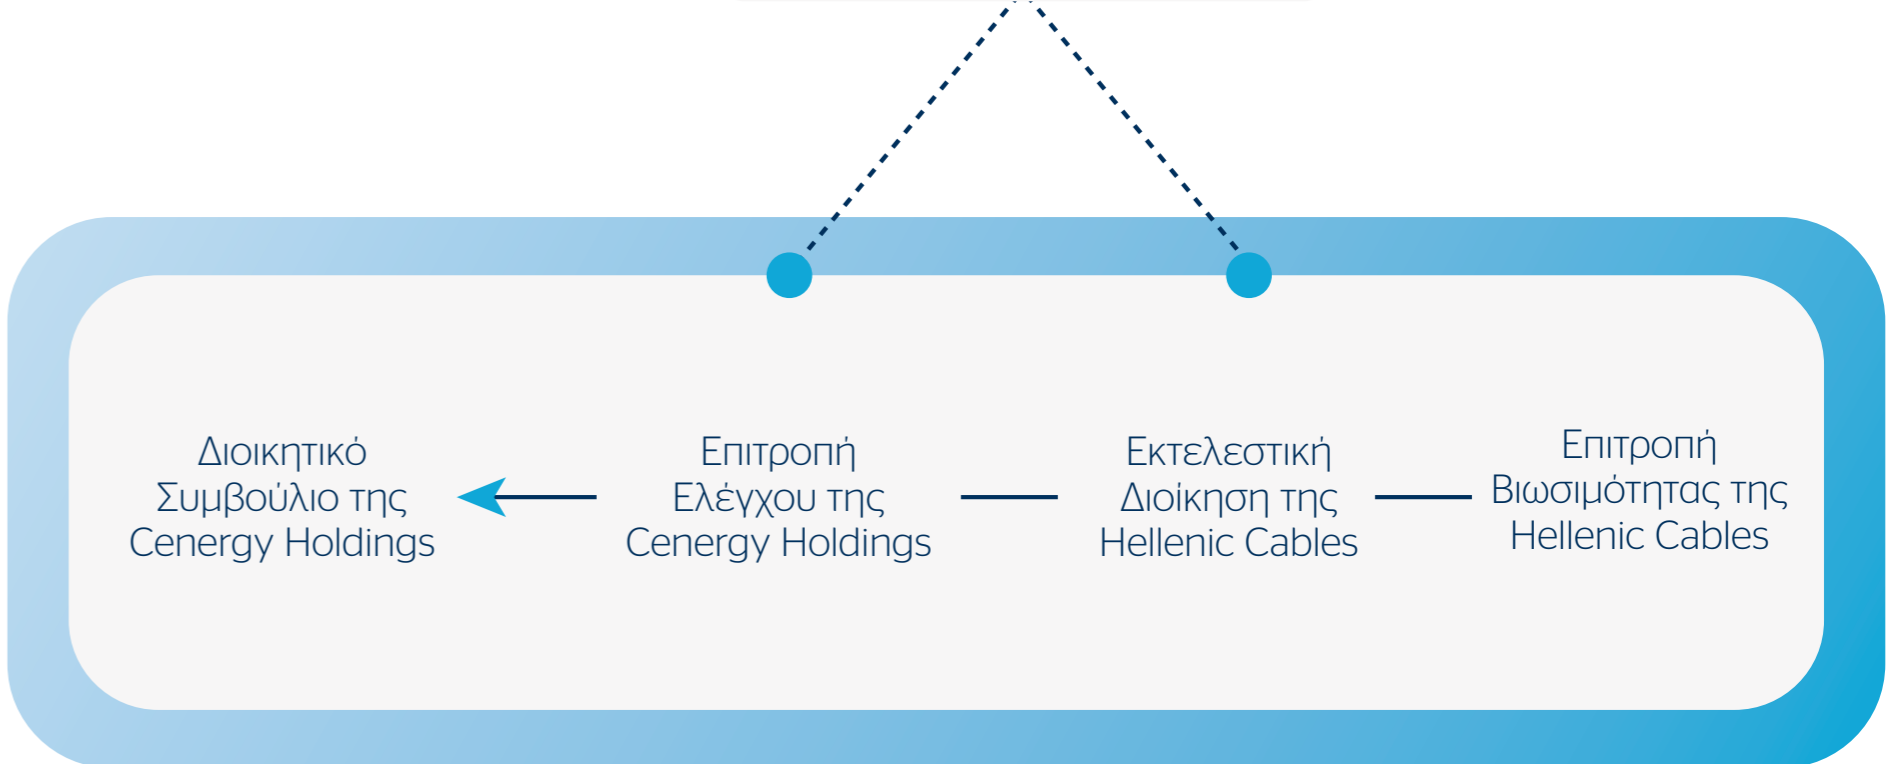 Διοικητικό
Συμβούλιο της
Cenergy Holdings
Επιτροπή
Ελέγχου της
Cenergy Holdings
Εκτελεστική
Διοίκηση της
Hellenic Cables
Επιτροπή
Βιωσιμότητας της
Hellenic Cables